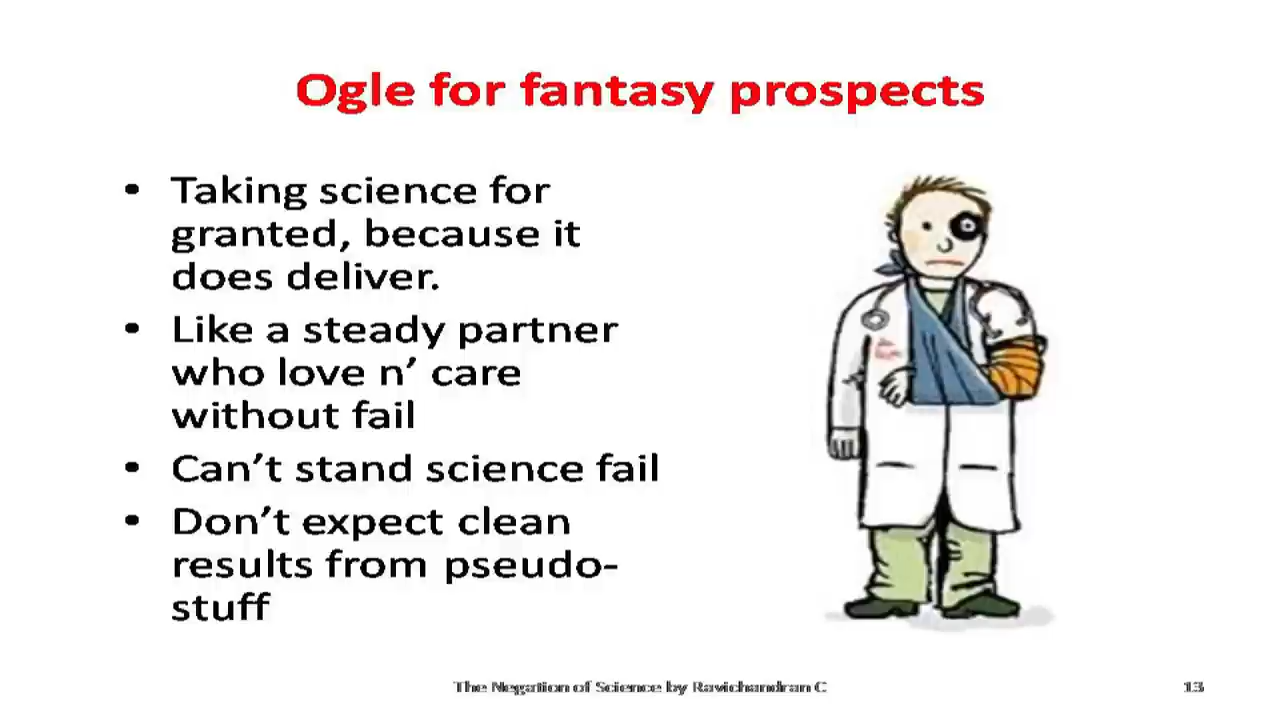 Ogle for fantasy prospects
• Taking science for
granted, because it
does deliver.
• Like a steady partner
who love n’ care
without fail
• Can’t stand science fail
• Don’t expect clean
results from pseudo-
stuff
The Negation of Science by Ravichandran C
13